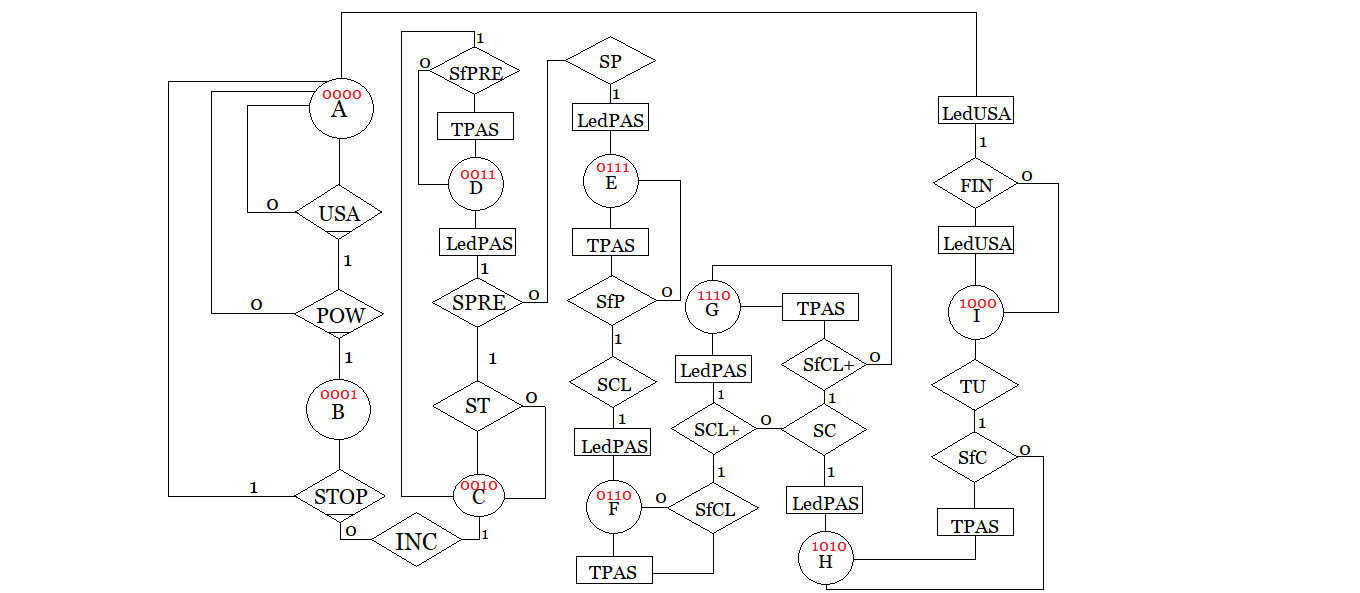 0000
A
0
USA
1
0
POW
1
0001
B
1
STOP
0
INC
1
1
0
SfPRE
TPAS
0011
D
LedPAS
1
SPRE
0
1
ST
0
0010
C
SP
1
LedPAS
0111
E
TPAS
SfP
0
1
SCL
1
LedPAS
0110
F
0
TPAS
1110
G
TPAS
LedPAS
SfCL+
0
1
1
SCL+
0
SC
1
SfCL
1
LedPAS
1010
H
LedUSA
1
FIN
0
LedUSA
1000
I
TU
1
SfC
0
TPAS